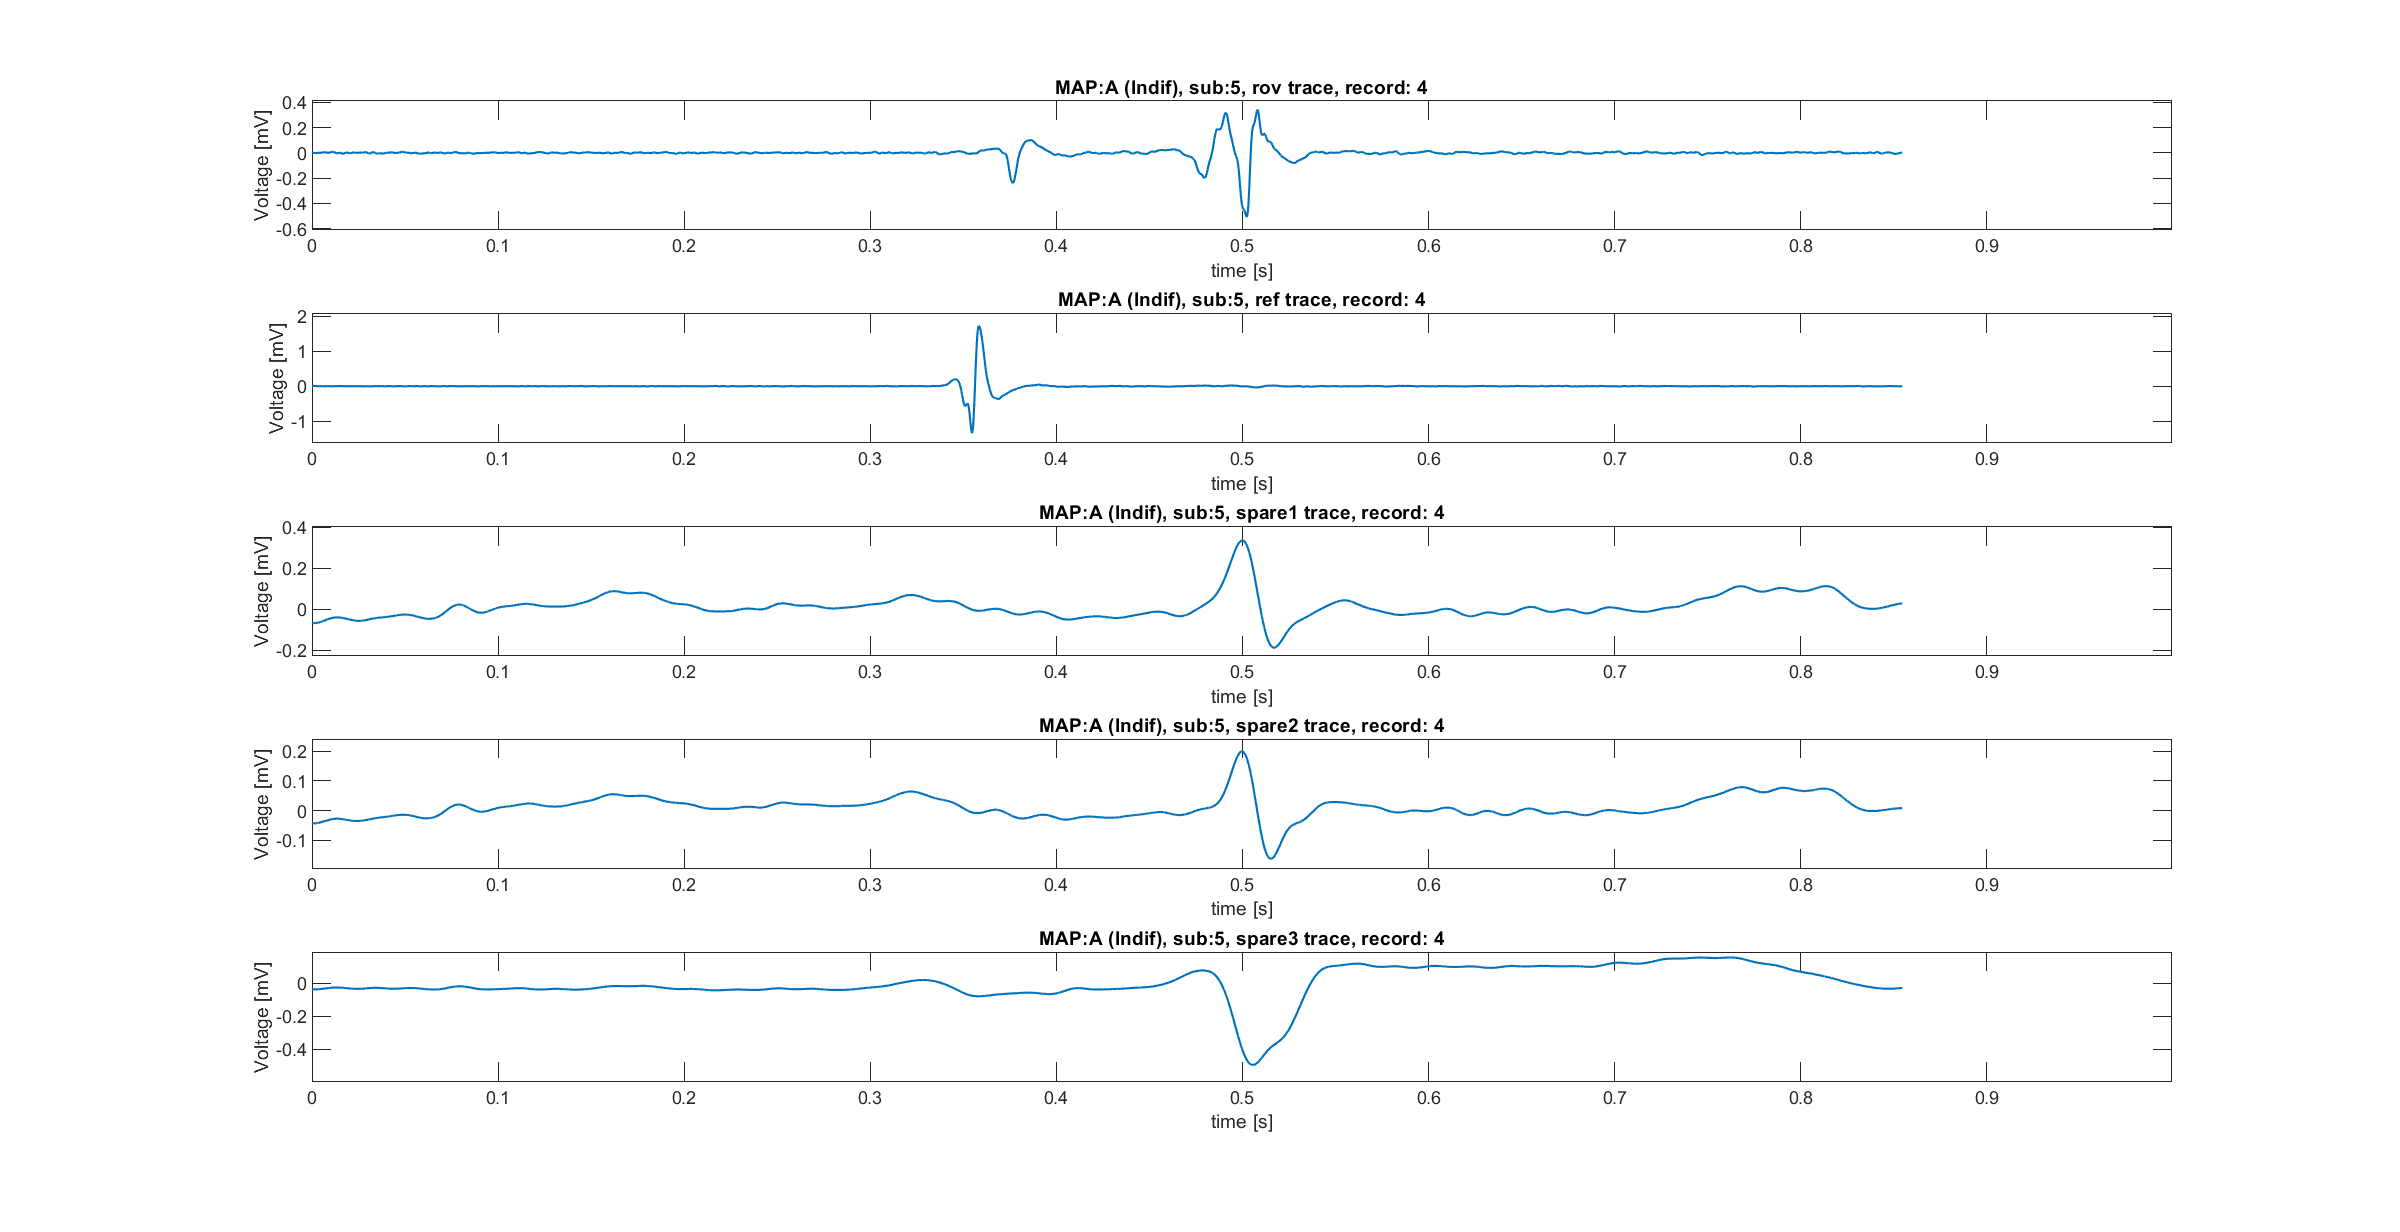 MAP:A (Indif), sub:5, rov trace, record: 4
Voltage [mV]
0.4
0.2
0
-0.2
-0.4
-0.6
0 0.1 0.2 0.3 0.4 0.5 0.6 0.7 0.8 0.9
time [s]
MAP:A (Indif), sub:5, ref trace, record: 4
Voltage [mV]
2
1
0
-1
0 0.1 0.2 0.3 0.4 0.5 0.6 0.7 0.8 0.9
time [s]
MAP:A (Indif), sub:5, spare1 trace, record: 4
Voltage [mV]
0.4
0.2
0
-0.2
0 0.1 0.2 0.3 0.4 0.5 0.6 0.7 0.8 0.9
time [s]
MAP:A (Indif), sub:5, spare2 trace, record: 4
Voltage [mV]
0.2
0.1
0
-0.1
0 0.1 0.2 0.3 0.4 0.5 0.6 0.7 0.8 0.9
time [s]
MAP:A (Indif), sub:5, spare3 trace, record: 4
Voltage [mV]
0
-0.2
-0.4
0 0.1 0.2 0.3 0.4 0.5 0.6 0.7 0.8 0.9
time [s]